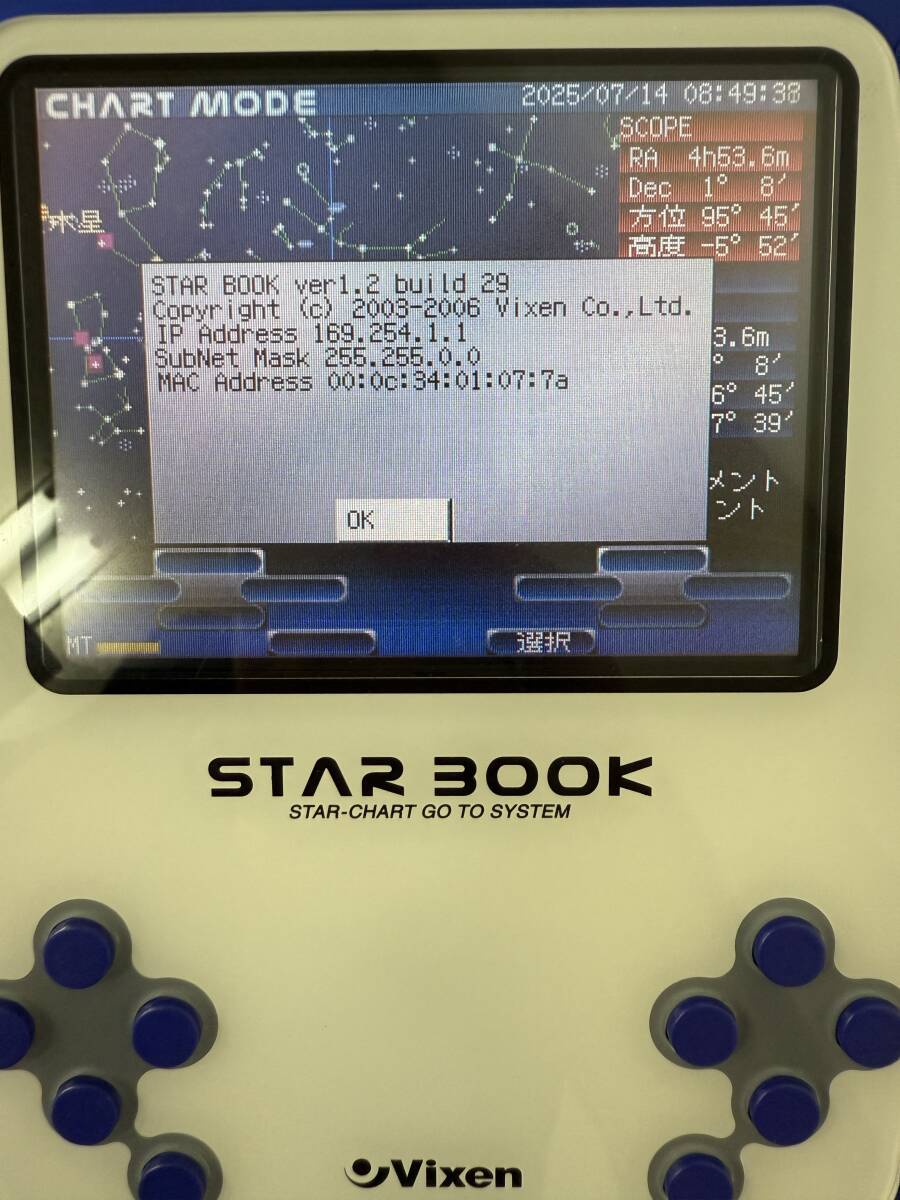 CHART MODE
2025/07/14 08:49:38
SCOPE
RA 4h53.6m
Dec 1° 8′
方位 95° 45′
高度 -5° 52′
水星
STAR BOOK ver1.2 build 29
Copyright (c) 2003-2006 Vixen Co.,Ltd.
IP Address 169.254.1.1
SubNet Mask 255.255.0.0
MAC Address 00:0c:34:01:07:7a
3.6m
° 8′
6° 45′
7° 39′
メント
ント
OK
MT
選択
STAR BOOK
STAR-CHART GO TO SYSTEM
Vixen